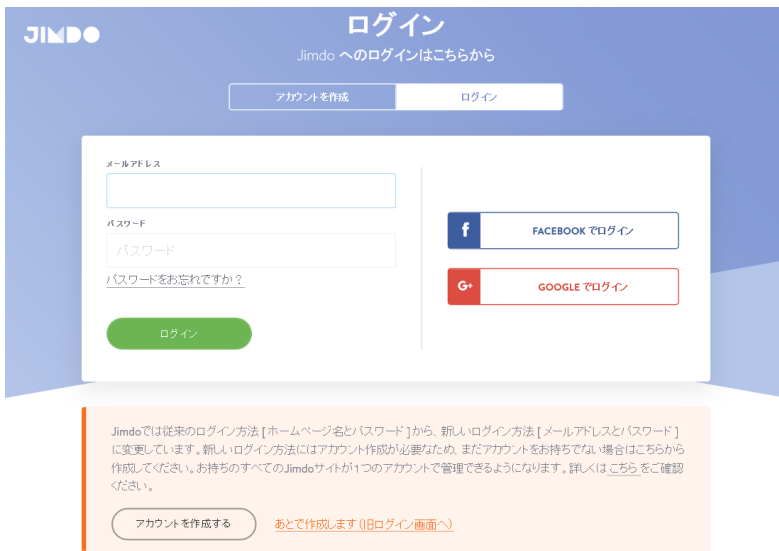 JIMDO
ログイン
Jimdo へのログインはこちらから
アカウントを作成
ログイン
メールアドレス
パスワード
パスワード
パスワードをお忘れですか？
ログイン
f
FACEBOOK でログイン
G+
GOOGLE でログイン
Jimdoでは従来のログイン方法 [ ホームページ名とパスワード ] から、新しいログイン方法 [ メールアドレスとパスワード ]
に変更しています。新しいログイン方法にはアカウント作成が必要なため、まだアカウントをお持ちでない場合はこちらから
作成してください。お持ちのすべてのJimdoサイトが1つのアカウントで管理できるようになります。詳しくは こちら をご確認
ください。
アカウントを作成する
あとで作成します (旧ログイン画面へ)